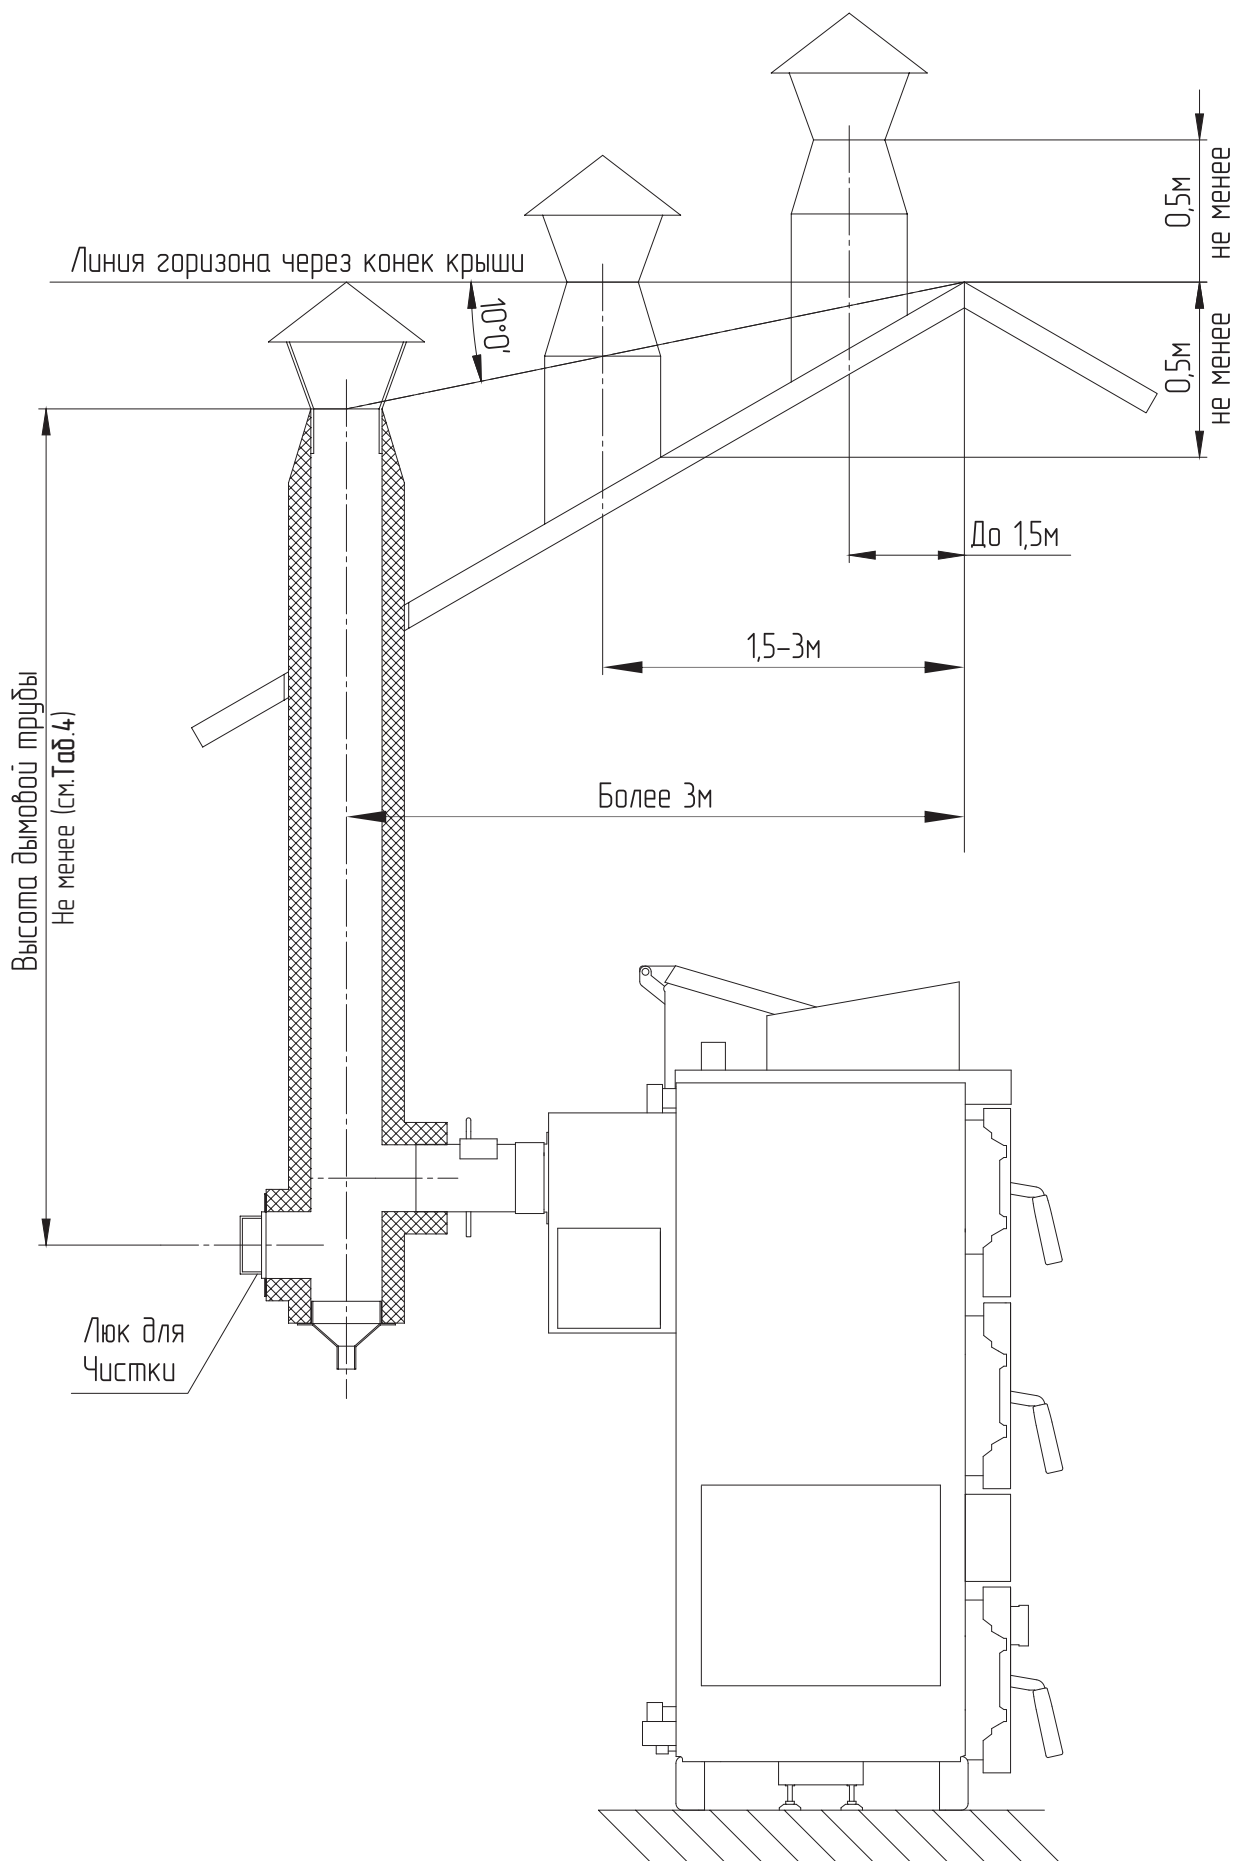 0,5м
не менее
Линия горизона через конек крыши
10°0'
0,5м
не менее
До 1,5м
1,5-3м
Высота дымовой трубы
Не менее (см.Таб.4)
Более 3м
Люк для
Чистки